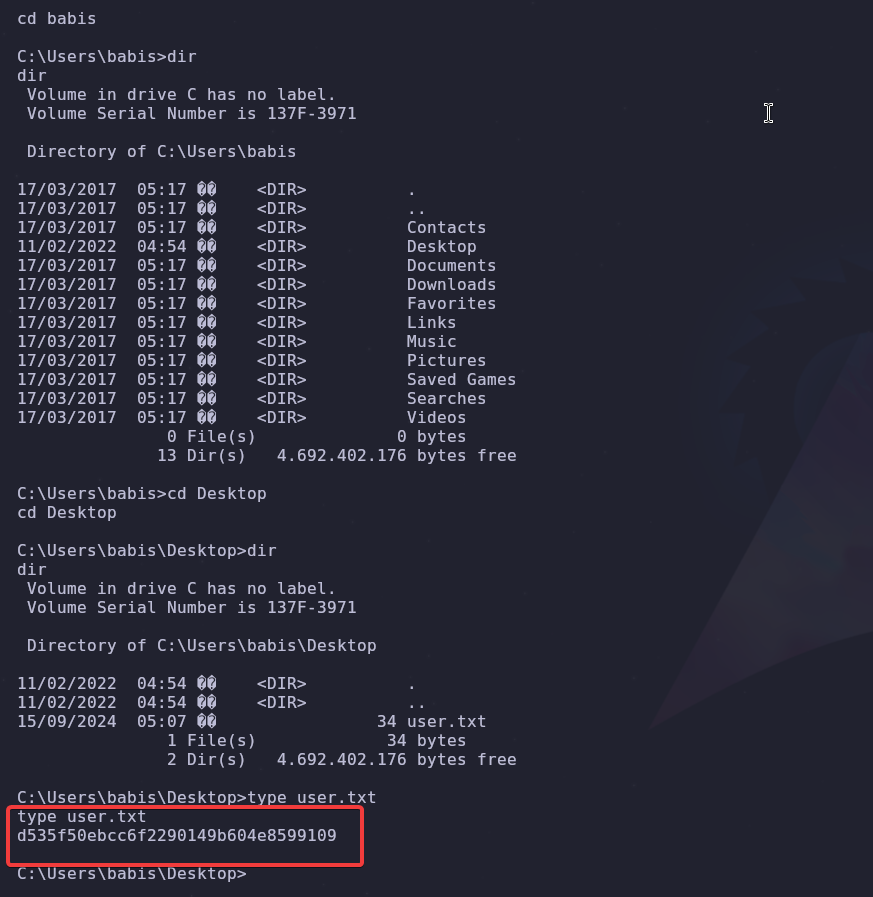 cd babis
C:\Users\babis>dir
dir
 Volume in drive C has no label.
 Volume Serial Number is 137F-3971
 Directory of C:\Users\babis
17/03/2017  05:17 ��    <DIR>          .
17/03/2017  05:17 ��    <DIR>          ..
17/03/2017  05:17 ��    <DIR>          Contacts
11/02/2022  04:54 ��    <DIR>          Desktop
17/03/2017  05:17 ��    <DIR>          Documents
17/03/2017  05:17 ��    <DIR>          Downloads
17/03/2017  05:17 ��    <DIR>          Favorites
17/03/2017  05:17 ��    <DIR>          Links
17/03/2017  05:17 ��    <DIR>          Music
17/03/2017  05:17 ��    <DIR>          Pictures
17/03/2017  05:17 ��    <DIR>          Saved Games
17/03/2017  05:17 ��    <DIR>          Searches
17/03/2017  05:17 ��    <DIR>          Videos
               0 File(s)              0 bytes
              13 Dir(s)   4.692.402.176 bytes free
C:\Users\babis>cd Desktop
cd Desktop
C:\Users\babis\Desktop>dir
dir
 Volume in drive C has no label.
 Volume Serial Number is 137F-3971
 Directory of C:\Users\babis\Desktop
11/02/2022  04:54 ��    <DIR>          .
11/02/2022  04:54 ��    <DIR>          ..
15/09/2024  05:07 ��                34 user.txt
               1 File(s)             34 bytes
               2 Dir(s)   4.692.402.176 bytes free
C:\Users\babis\Desktop>type user.txt
type user.txt
d535f50ebcc6f2290149b604e8599109
C:\Users\babis\Desktop>